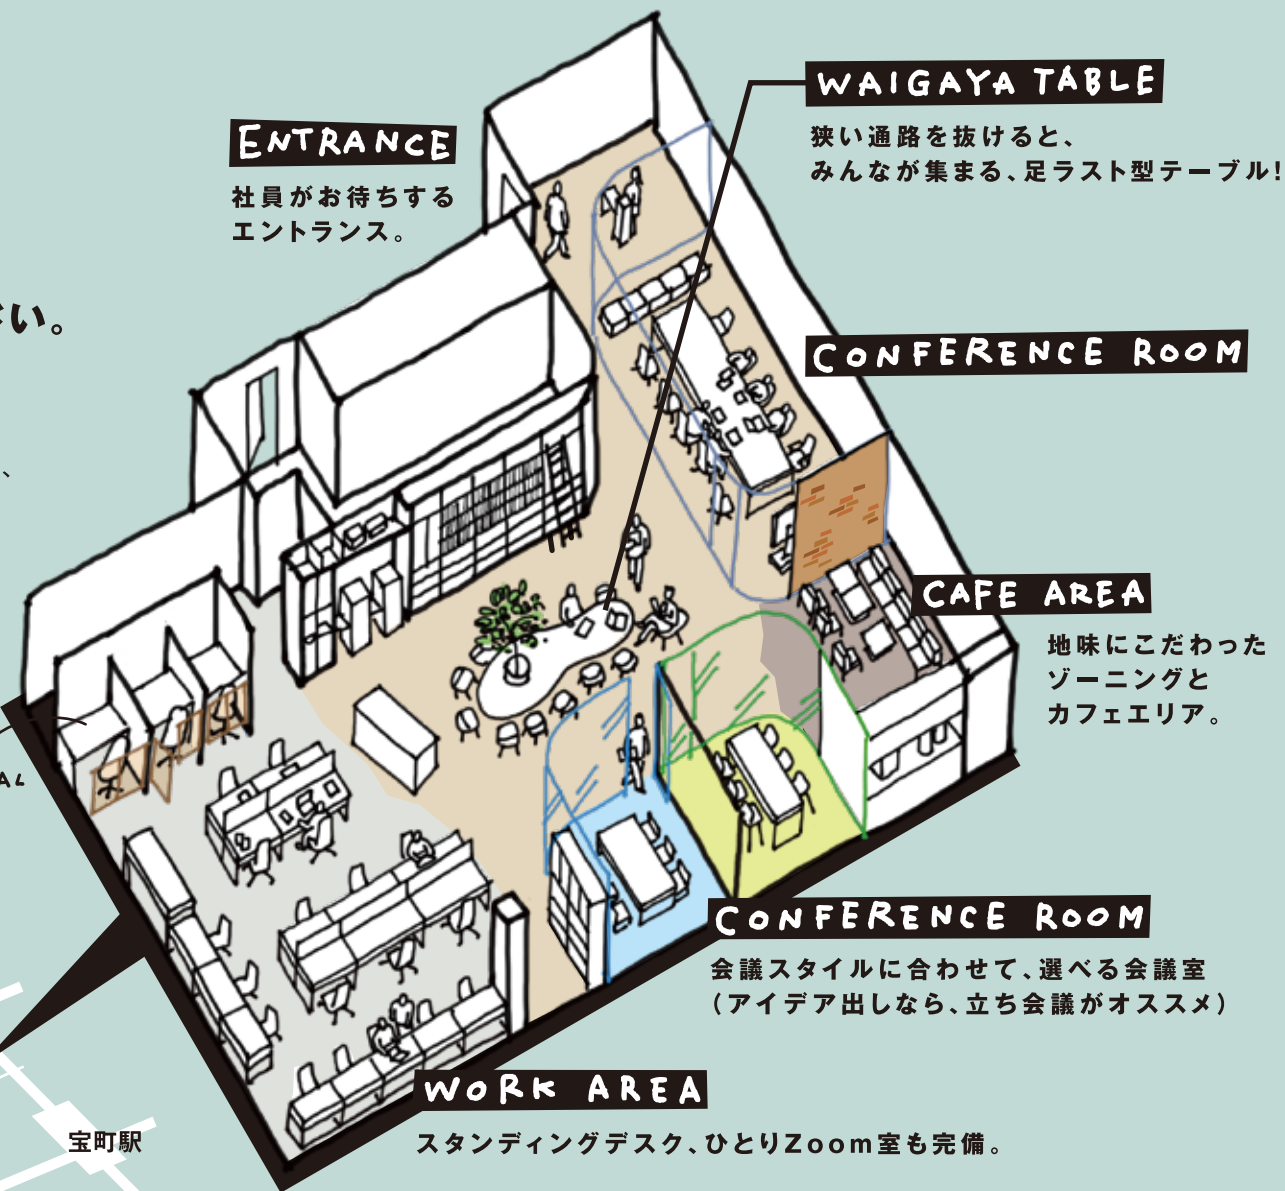 ENTRANCE
社員がお待ちする
エントランス。
WAIGAYA TABLE
狭い通路を抜けると、
みんなが集まる、足ラスト型テーブル!
い。
、
CONFERENCE ROOM
CAFE AREA
地味にこだわった
ゾーニングと
カフェエリア。
AL
CONFERENCE ROOM
会議スタイルに合わせて、選べる会議室
(アイデア出しなら、立ち会議がオススメ)
WORK AREA
スタンディングデスク、ひとりZoom室も完備。
宝町駅